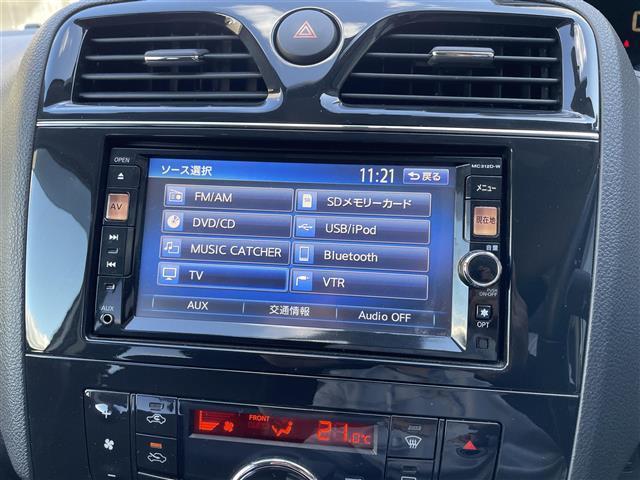 MC312D-W
OPEN
ソース選択
11:21
戻る
メニュー
AV
FM/AM
SDメモリーカード
現在地
DVD/CD
USB/iPod
音量
MUSIC CATCHER
Bluetooth
TV
VTR
PUSH
ON·OFF
AUX
AUX
交通情報
Audio OFF
OPT
FRONT
21.0°C